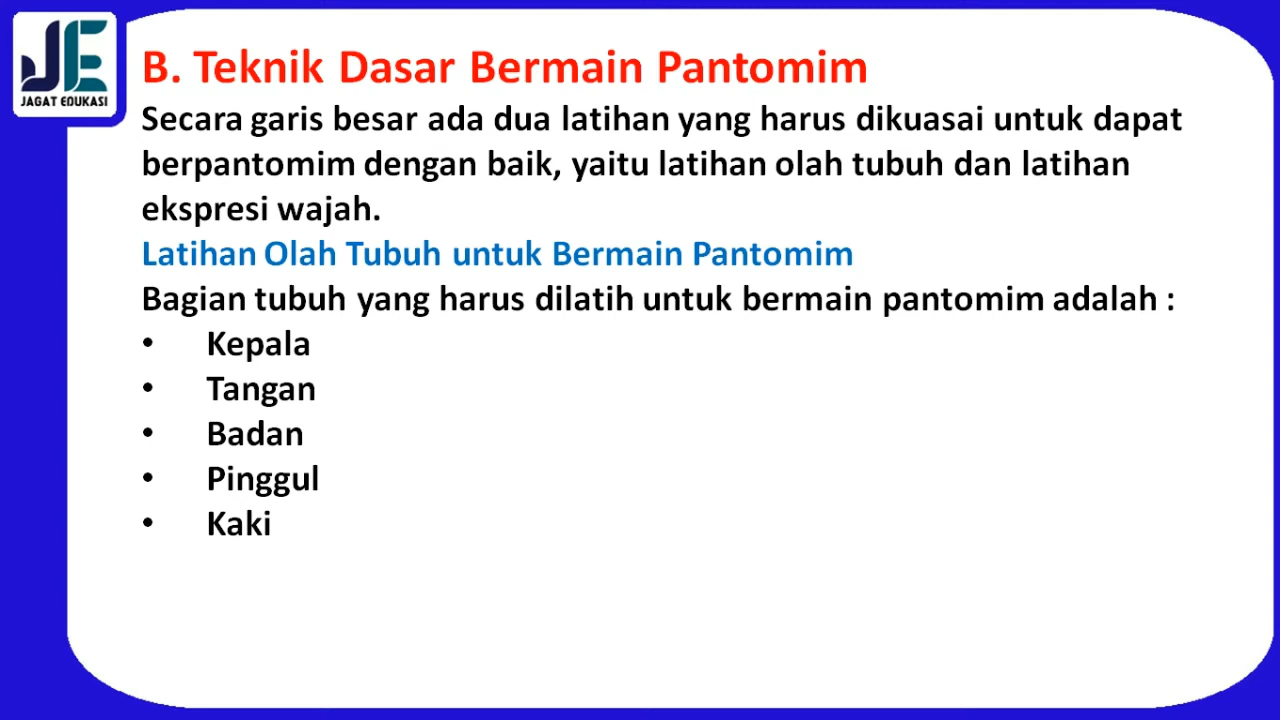 JE
JAGAT EDUKASI
B. Teknik Dasar Bermain Pantomim
Secara garis besar ada dua latihan yang harus dikuasai untuk dapat
berpantomim dengan baik, yaitu latihan olah tubuh dan latihan
ekspresi wajah.
Latihan Olah Tubuh untuk Bermain Pantomim
Bagian tubuh yang harus dilatih untuk bermain pantomim adalah :
• Kepala
• Tangan
• Badan
• Pinggul
• Kaki